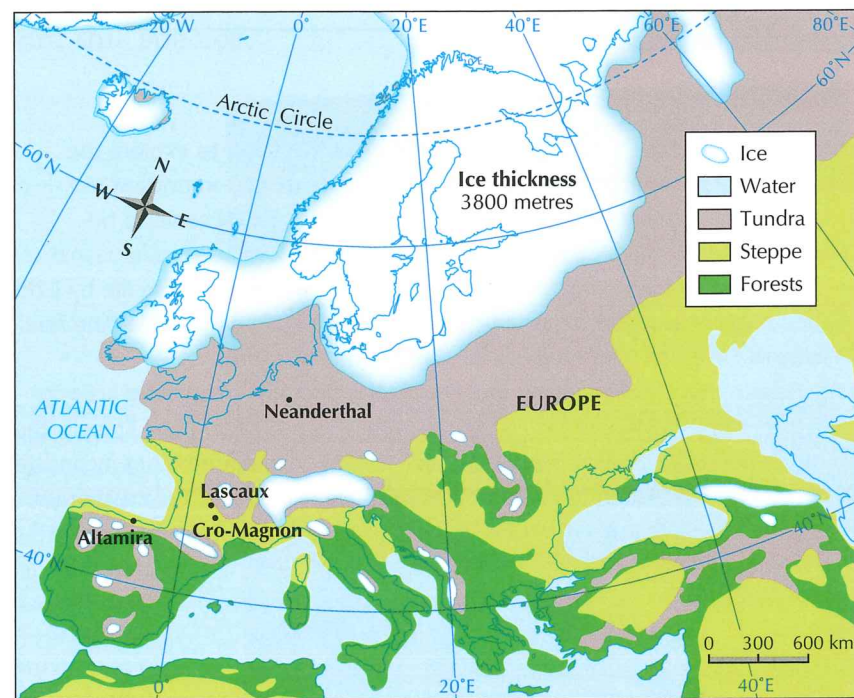 20°W
0°
20°E
40°E
60°E
80°E
60°N
Arctic Circle
60°N
N
W
E
S
Ice thickness
3800 metres
Ice
Water
Tundra
Steppe
Forests
ATLANTIC
OCEAN
Neanderthal
EUROPE
Lascaux
Cro-Magnon
Altamira
40°N
40°N
0 300 600 km
0°
20°E
40°E